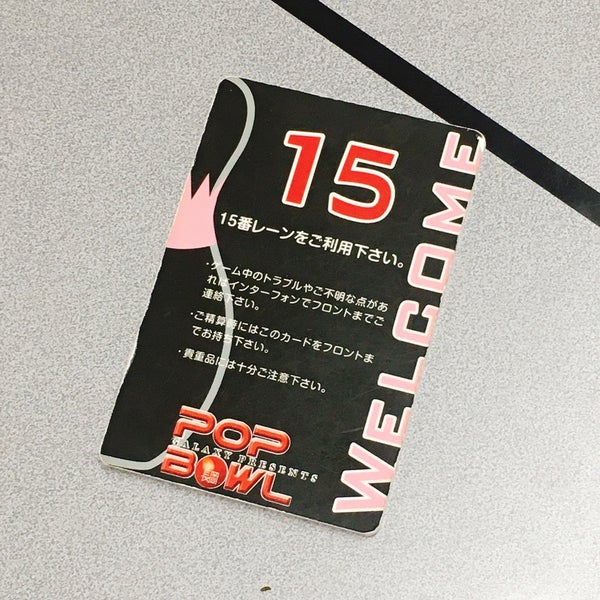 15
15番レーンをご利用下さい。
・ゲーム中のトラブルやご不明な点があ
ればインターフォンでフロントまでご
連絡下さい。
・ご精算時にはこのカードをフロントま
でお持ち下さい。
・貴重品には十分ご注意下さい。
POP
GALAXY PRESENTS
BOWL
WELCOME